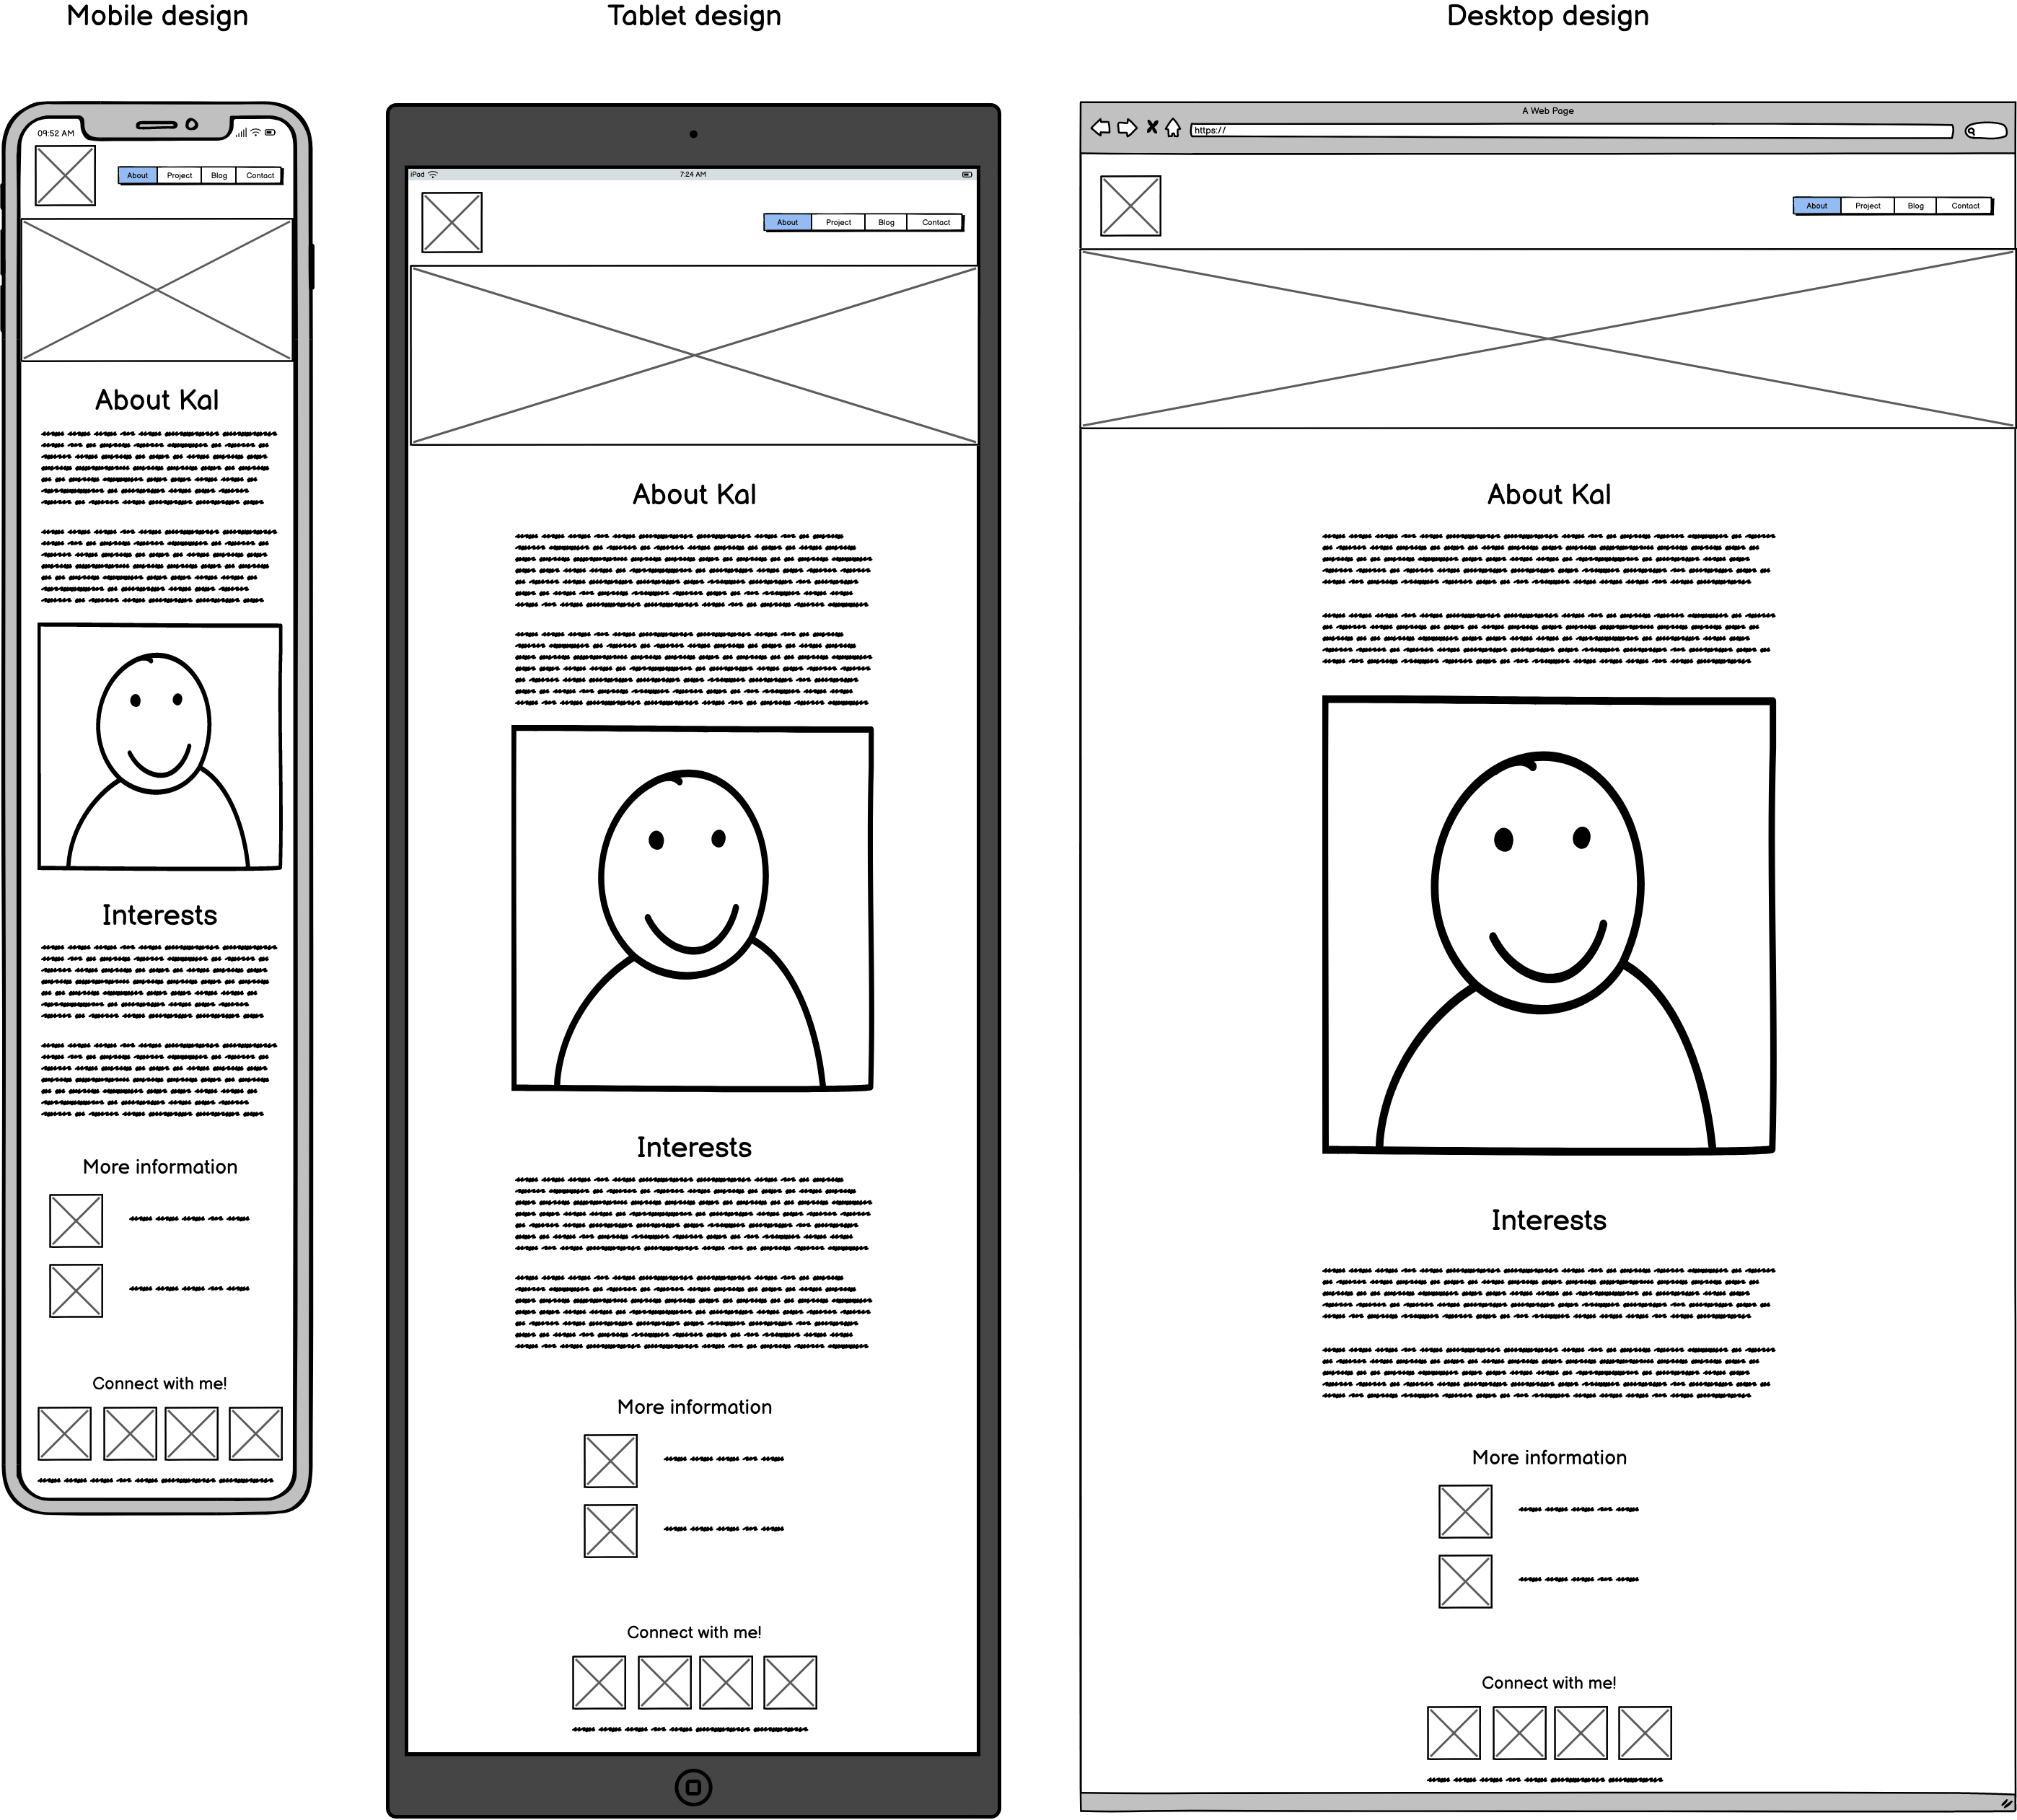 Mobile design
09:52 AM
About Project Blog Contact
About Kal
Interests
More information
Connect with me!
Tablet design
iPad 7:24 AM
About Project Blog Contact
About Kal
Interests
More information
Connect with me!
Desktop design
A Web Page
https://
About Project Blog Contact
About Kal
Interests
More information
Connect with me!